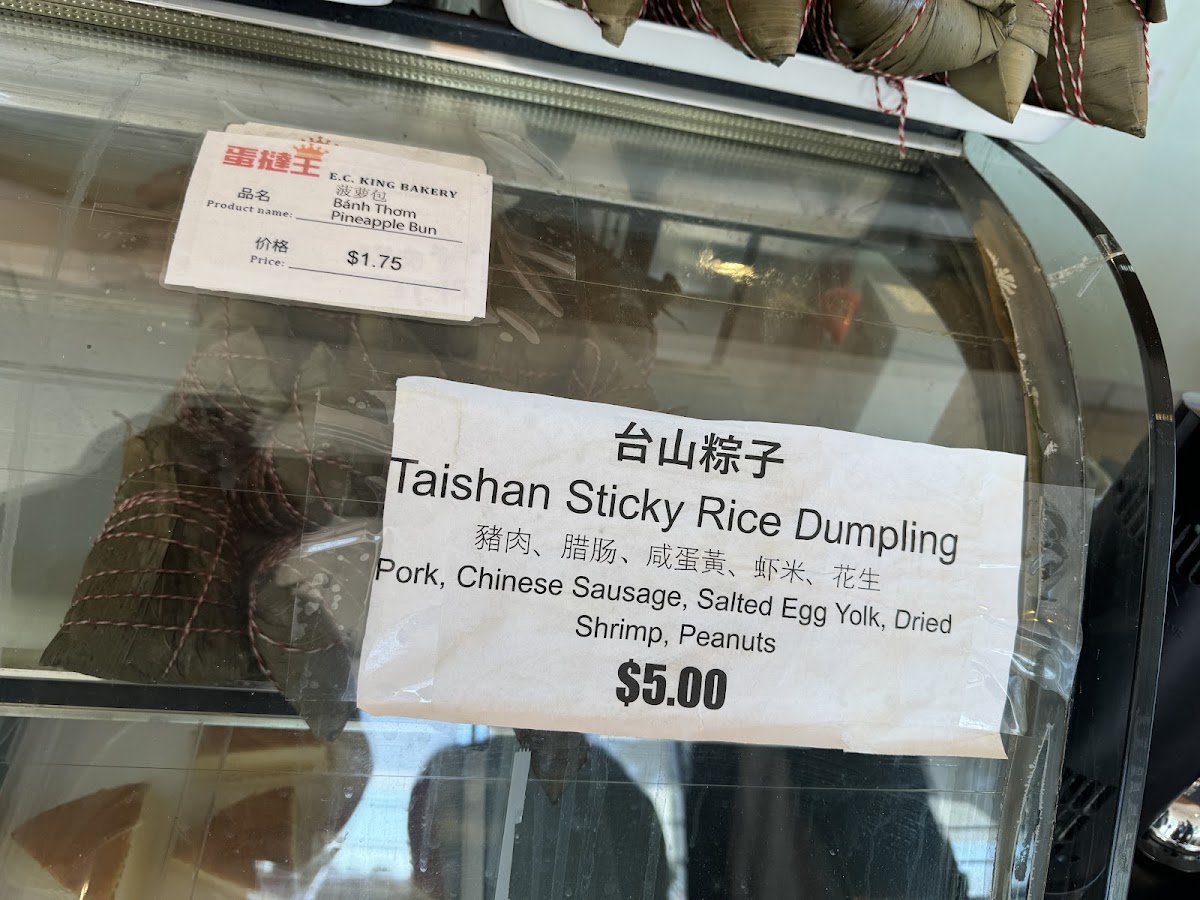 蛋撻王
E.C. KING BAKERY
品名
Product name:
菠萝包
Bánh Thơm
Pineapple Bun
价格
Price:
$1.75
台山粽子
Taishan Sticky Rice Dumpling
豬肉、腊肠、咸蛋黃、虾米、花生
Pork, Chinese Sausage, Salted Egg Yolk, Dried
Shrimp, Peanuts
$5.00